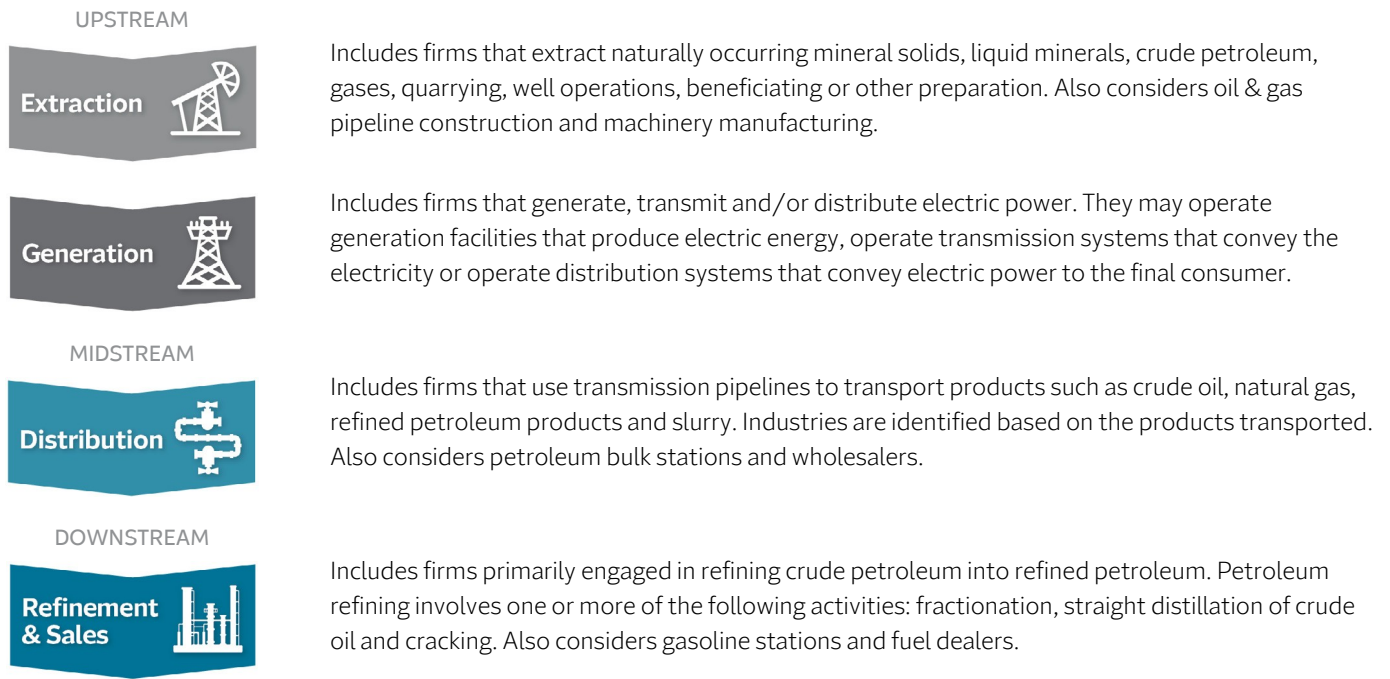 UPSTREAM
Extraction
Includes firms that extract naturally occurring mineral solids, liquid minerals, crude petroleum,
gases, quarrying, well operations, beneficiating or other preparation. Also considers oil & gas
pipeline construction and machinery manufacturing.
Generation
Includes firms that generate, transmit and/or distribute electric power. They may operate
generation facilities that produce electric energy, operate transmission systems that convey the
electricity or operate distribution systems that convey electric power to the final consumer.
MIDSTREAM
Distribution
Includes firms that use transmission pipelines to transport products such as crude oil, natural gas,
refined petroleum products and slurry. Industries are identified based on the products transported.
Also considers petroleum bulk stations and wholesalers.
DOWNSTREAM
Refinement
& Sales
Includes firms primarily engaged in refining crude petroleum into refined petroleum. Petroleum
refining involves one or more of the following activities: fractionation, straight distillation of crude
oil and cracking. Also considers gasoline stations and fuel dealers.